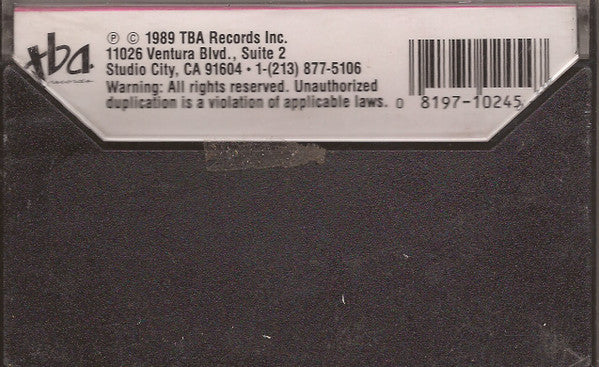 tba
records
℗ © 1989 TBA Records Inc.
11026 Ventura Blvd., Suite 2
Studio City, CA 91604 • 1-(213) 877-5106
Warning: All rights reserved. Unauthorized
duplication is a violation of applicable laws.
0 8197-10245